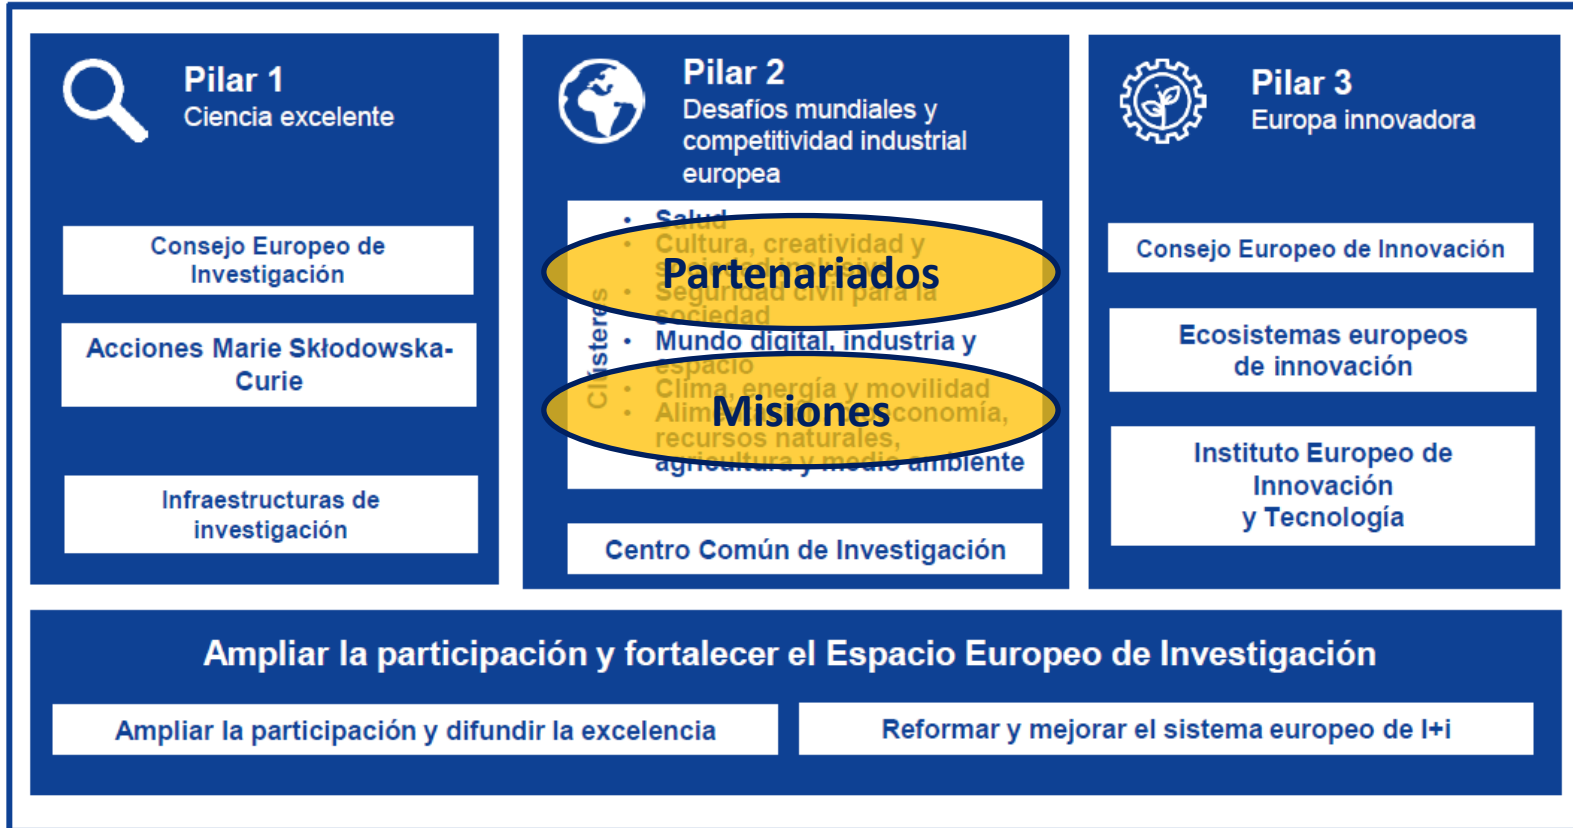 Pilar 1
Ciencia excelente
Consejo Europeo de
Investigación
Acciones Marie Skłodowska-
Curie
Infraestructuras de
investigación
Pilar 2
Desafíos mundiales y
competitividad industrial
europea
Clústeres
• Salud
• Cultura, creatividad y
sociedad inclusiva
Partenariados
• Seguridad civil para la
sociedad
• Mundo digital, industria y
espacio
• Clima, energía y movilidad
• Alimentación, bioeconomía,
Misiones
recursos naturales,
agricultura y medio ambiente
Centro Común de Investigación
Pilar 3
Europa innovadora
Consejo Europeo de Innovación
Ecosistemas europeos
de innovación
Instituto Europeo de
Innovación
y Tecnología
Ampliar la participación y fortalecer el Espacio Europeo de Investigación
Ampliar la participación y difundir la excelencia
Reformar y mejorar el sistema europeo de I+i